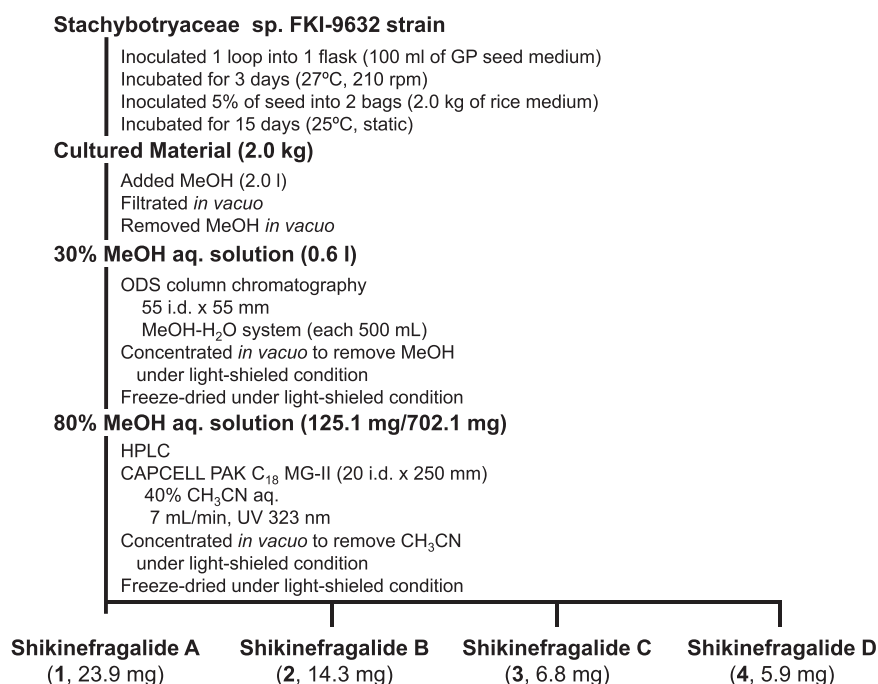 Stachybotryaceae sp. FKI-9632 strain
Inoculated 1 loop into 1 flask (100 ml of GP seed medium)
Incubated for 3 days (27ºC, 210 rpm)
Inoculated 5% of seed into 2 bags (2.0 kg of rice medium)
Incubated for 15 days (25ºC, static)
Cultured Material (2.0 kg)
Added MeOH (2.0 l)
Filtrated in vacuo
Removed MeOH in vacuo
30% MeOH aq. solution (0.6 l)
ODS column chromatography
55 i.d. x 55 mm
MeOH-H₂O system (each 500 mL)
Concentrated in vacuo to remove MeOH
under light-shieled condition
Freeze-dried under light-shieled condition
80% MeOH aq. solution (125.1 mg/702.1 mg)
HPLC
CAPCELL PAK C₁₈ MG-II (20 i.d. x 250 mm)
40% CH₃CN aq.
7 mL/min, UV 323 nm
Concentrated in vacuo to remove CH₃CN
under light-shieled condition
Freeze-dried under light-shieled condition
Shikinefragalide A Shikinefragalide B Shikinefragalide C Shikinefragalide D
(1, 23.9 mg) (2, 14.3 mg) (3, 6.8 mg) (4, 5.9 mg)